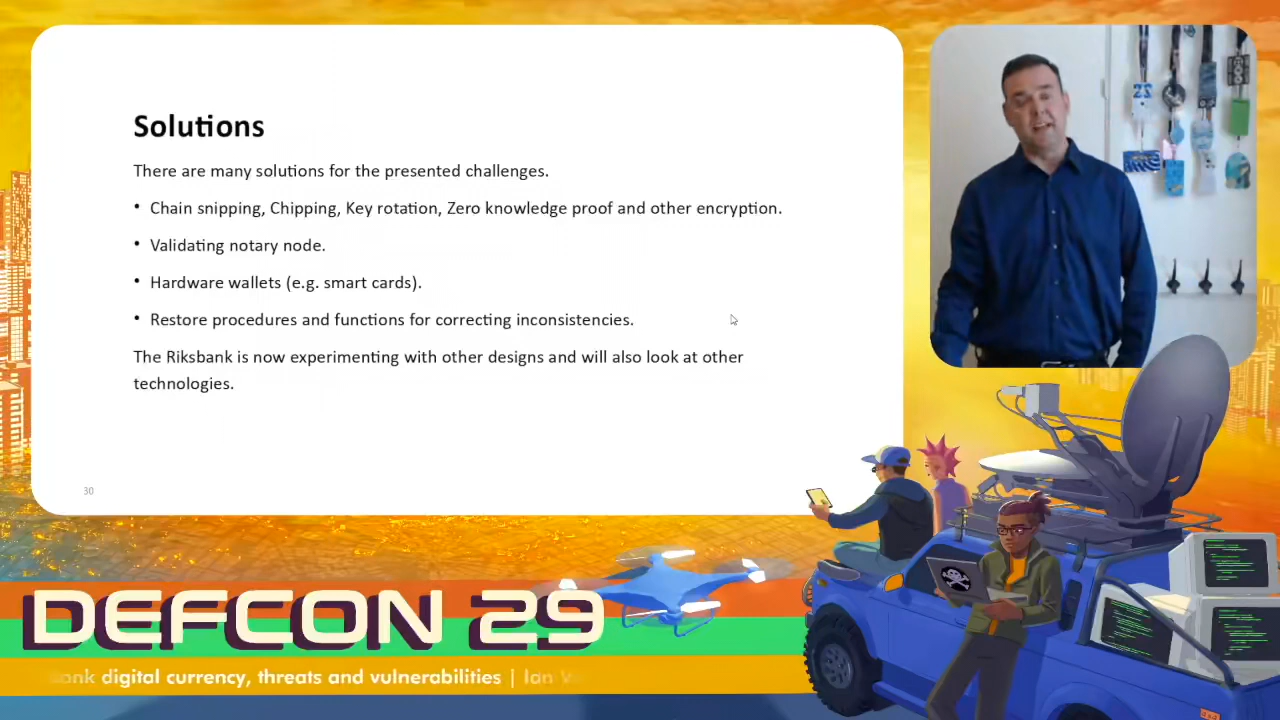 Solutions
There are many solutions for the presented challenges.
• Chain snipping, Chipping, Key rotation, Zero knowledge proof and other encryption.
• Validating notary node.
• Hardware wallets (e.g. smart cards).
• Restore procedures and functions for correcting inconsistencies.
The Riksbank is now experimenting with other designs and will also look at other
technologies.
30
DEFCON 29
digital currency, threats and vulnerabilities | Ian